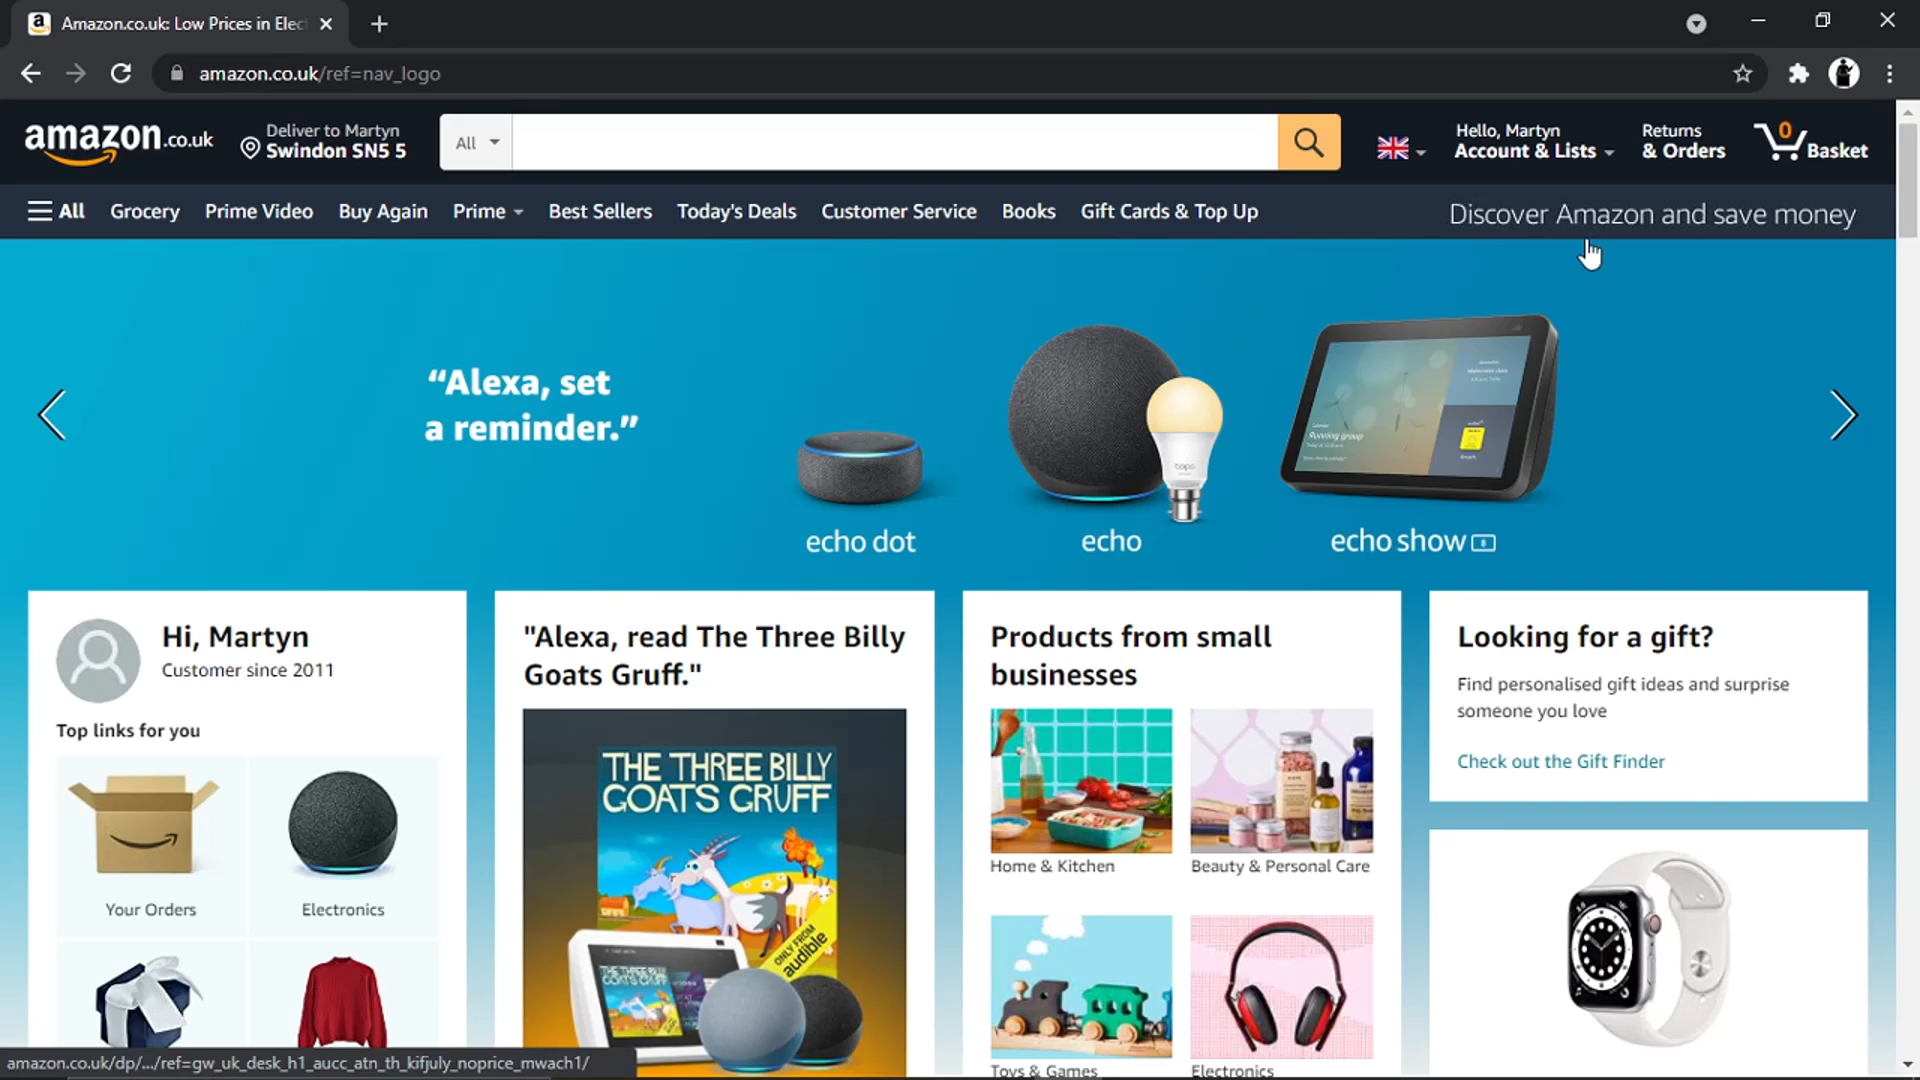 Amazon.co.uk: Low Prices in Elec
amazon.co.uk/ref=nav_logo
amazon.co.uk
Deliver to Martyn
Swindon SN5 5
All
Hello, Martyn
Account & Lists
Returns
& Orders
0
Basket
All
Grocery
Prime Video
Buy Again
Prime
Best Sellers
Today's Deals
Customer Service
Books
Gift Cards & Top Up
Discover Amazon and save money
“Alexa, set
a reminder.”
tapo
Running group
echo dot
echo
echo show 8
Hi, Martyn
Customer since 2011
Top links for you
Your Orders
Electronics
"Alexa, read The Three Billy
Goats Gruff."
THE THREE BILLY
GOATS GRUFF
ONLY FROM
audible
Products from small
businesses
Home & Kitchen
Beauty & Personal Care
Toys & Games
Electronics
Looking for a gift?
Find personalised gift ideas and surprise
someone you love
Check out the Gift Finder
amazon.co.uk/dp/.../ref=gw_uk_desk_h1_aucc_atn_th_kifjuly_noprice_mwach1/